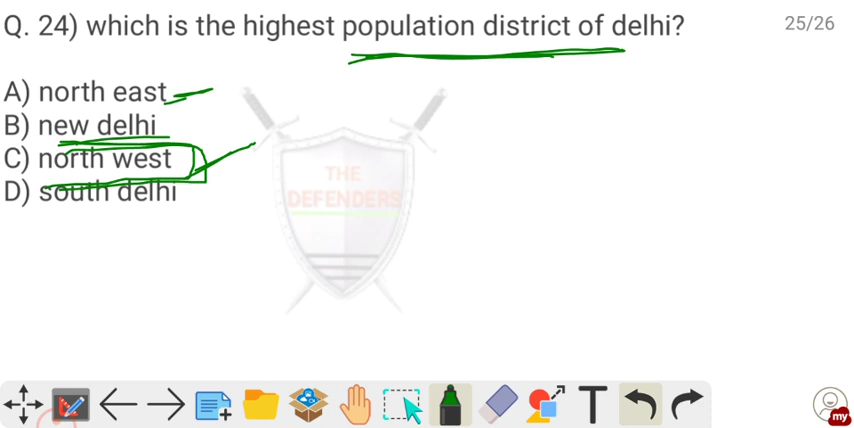 Q. 24) which is the highest population district of delhi?
25/26
A) north east
B) new delhi
C) north west
D) south delhi
THE
DEFENDERS
T
my